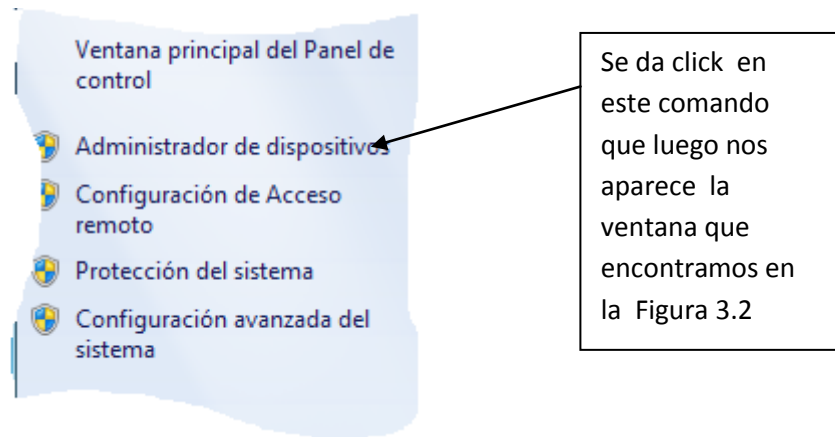 Ventana principal del Panel de
control
Administrador de dispositivos
Configuración de Acceso
remoto
Protección del sistema
Configuración avanzada del
sistema
Se da click en
este comando
que luego nos
aparece la
ventana que
encontramos en
la Figura 3.2